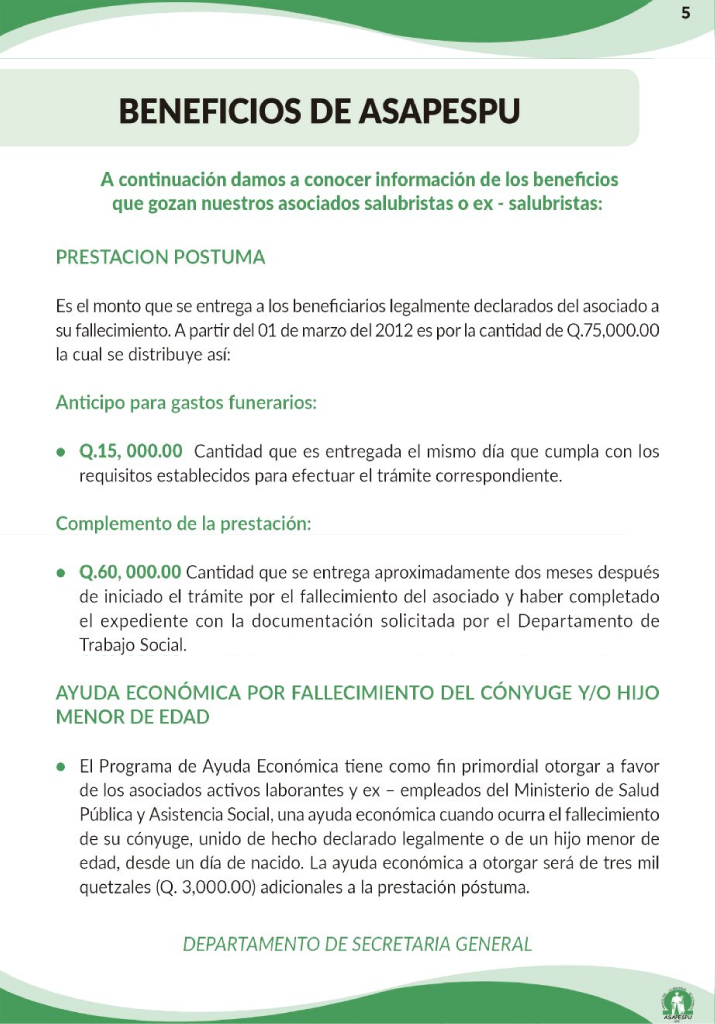 5
BENEFICIOS DE ASAPESPU
A continuación damos a conocer información de los beneficios
que gozan nuestros asociados salubristas o ex - salubristas:
PRESTACION POSTUMA
Es el monto que se entrega a los beneficiarios legalmente declarados del asociado a
su fallecimiento. A partir del 01 de marzo del 2012 es por la cantidad de Q.75,000.00
la cual se distribuye así:
Anticipo para gastos funerarios:
• Q.15, 000.00 Cantidad que es entregada el mismo día que cumpla con los
requisitos establecidos para efectuar el trámite correspondiente.
Complemento de la prestación:
• Q.60, 000.00 Cantidad que se entrega aproximadamente dos meses después
de iniciado el trámite por el fallecimiento del asociado y haber completado
el expediente con la documentación solicitada por el Departamento de
Trabajo Social.
AYUDA ECONÓMICA POR FALLECIMIENTO DEL CÓNYUGE Y/O HIJO
MENOR DE EDAD
• El Programa de Ayuda Económica tiene como fin primordial otorgar a favor
de los asociados activos laborantes y ex – empleados del Ministerio de Salud
Pública y Asistencia Social, una ayuda económica cuando ocurra el fallecimiento
de su cónyuge, unido de hecho declarado legalmente o de un hijo menor de
edad, desde un día de nacido. La ayuda económica a otorgar será de tres mil
quetzales (Q. 3,000.00) adicionales a la prestación póstuma.
DEPARTAMENTO DE SECRETARIA GENERAL
ASAPESPU